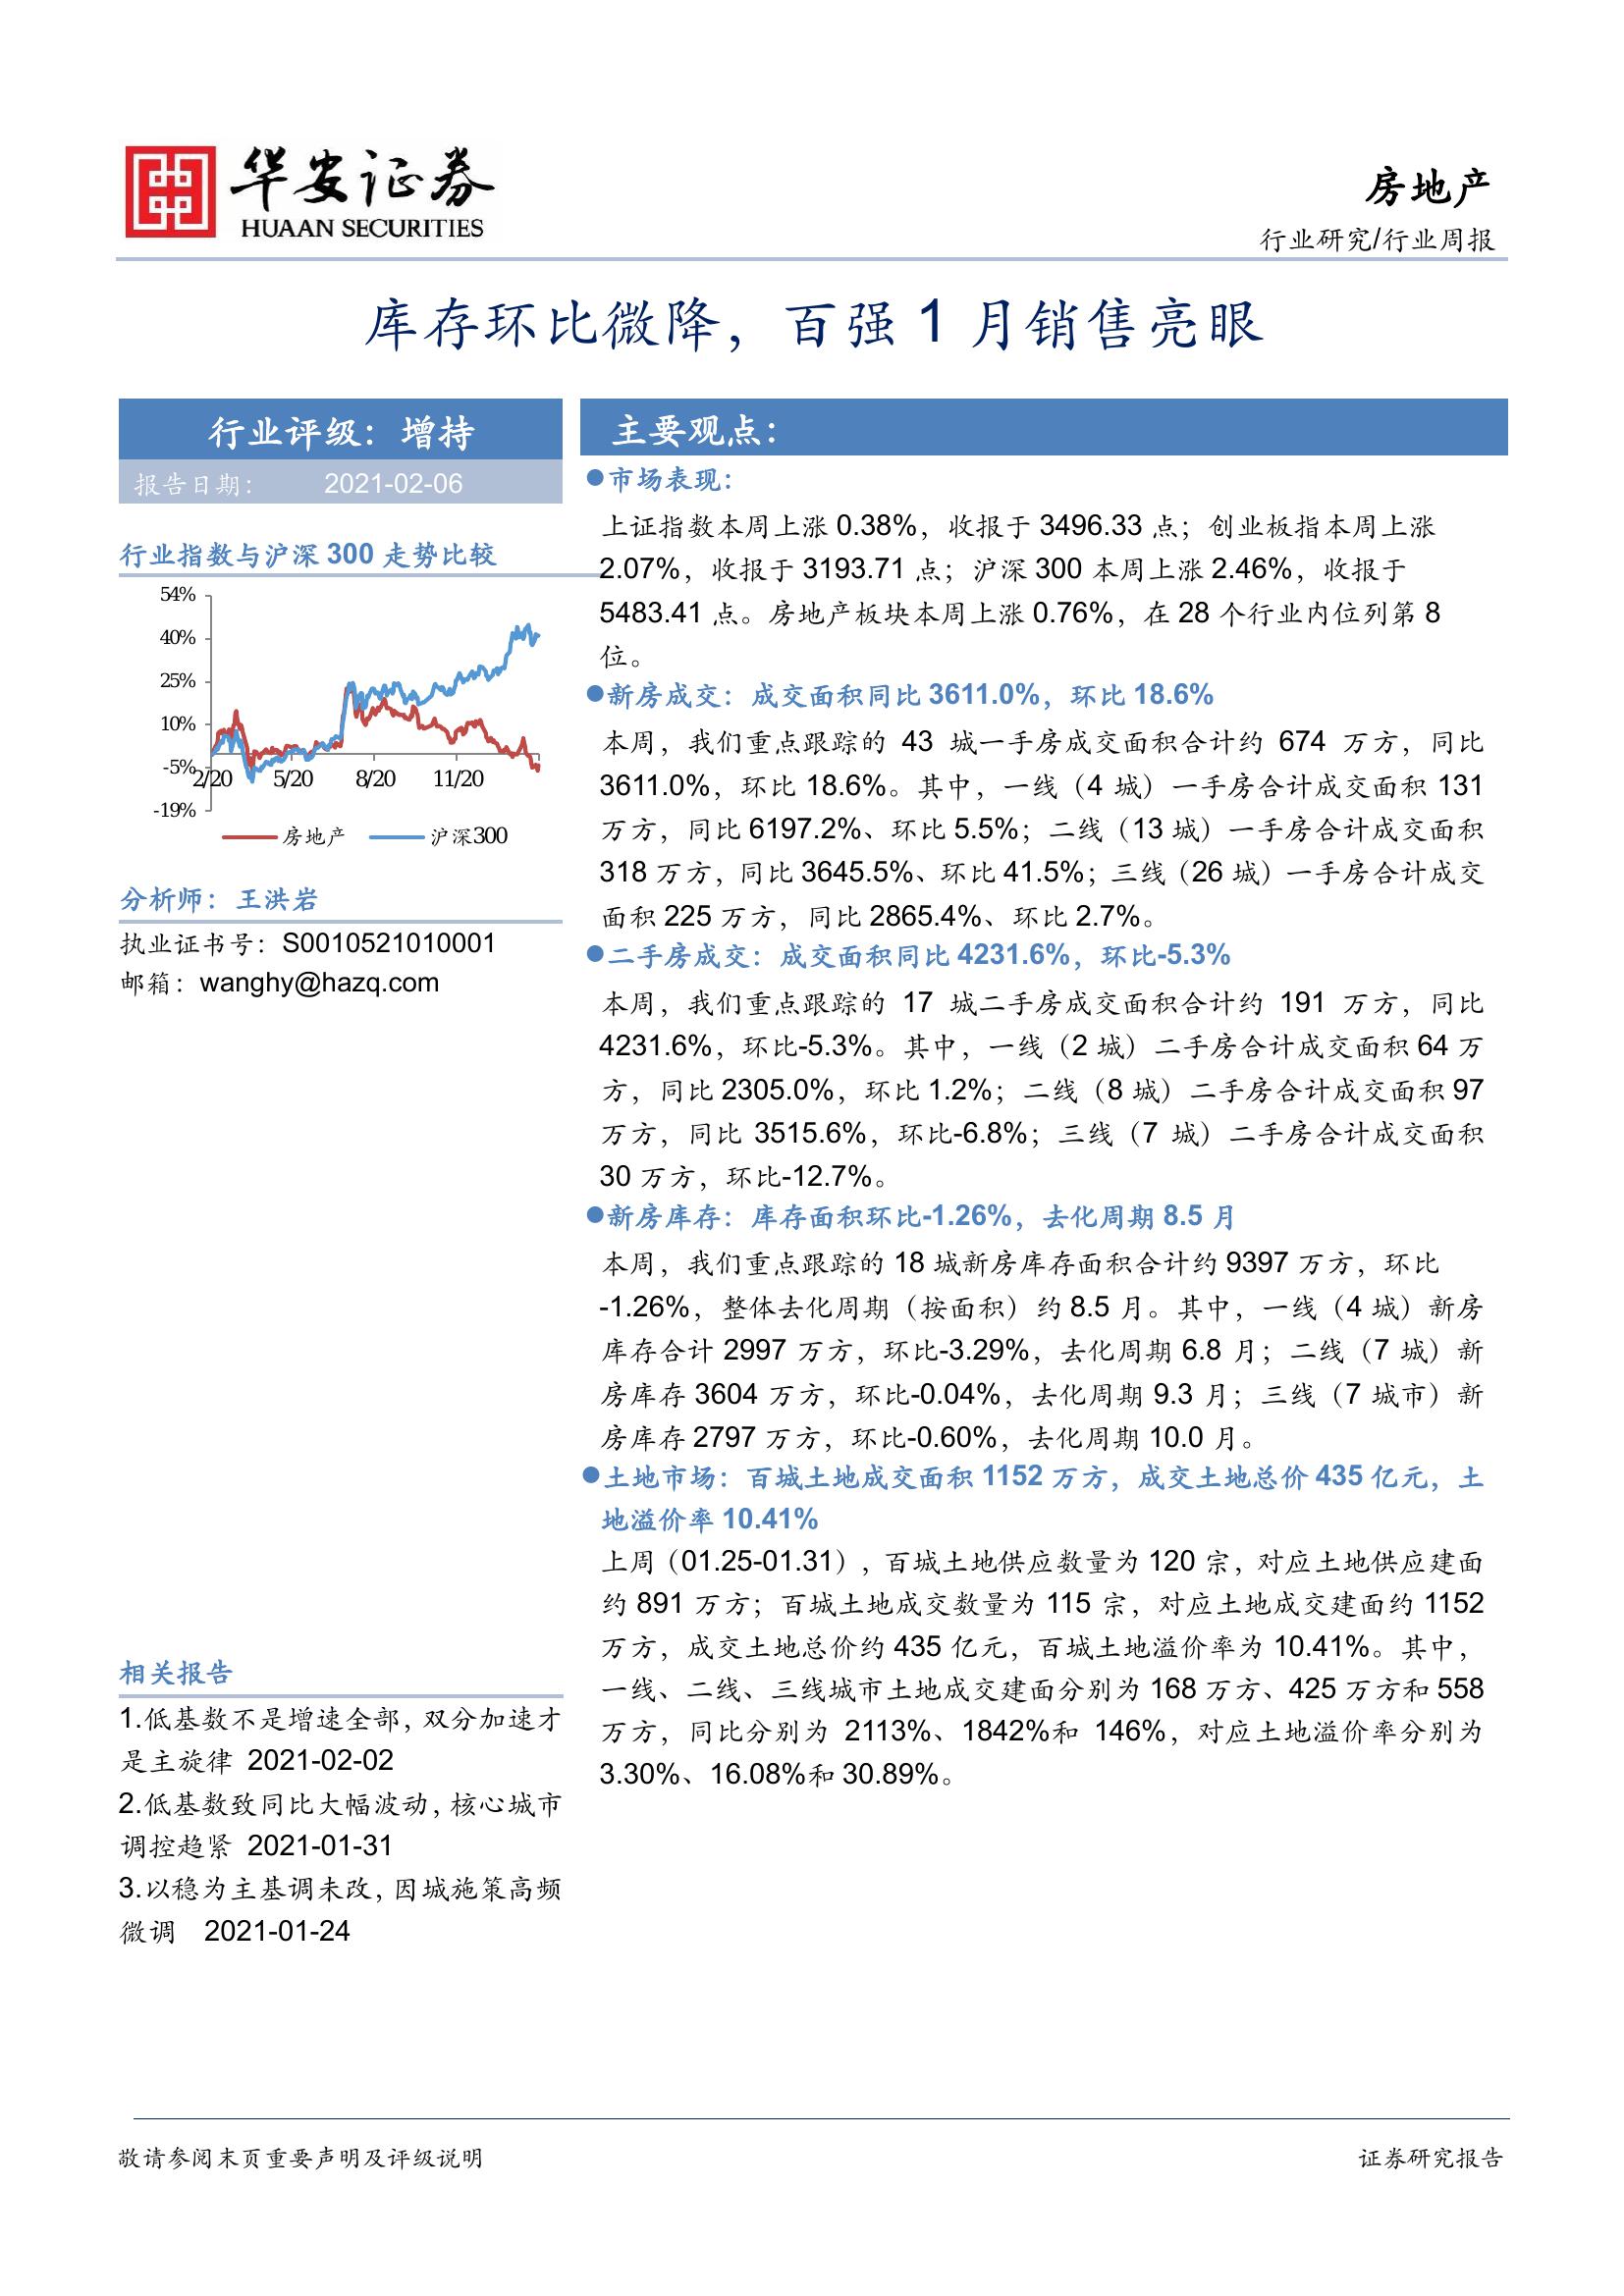 华安证券
HUAAN SECURITIES
房地产
行业研究/行业周报
库存环比微降，百强 1 月销售亮眼
行业评级：增持
报告日期： 2021-02-06
行业指数与沪深 300 走势比较
54%
40%
25%
10%
-5%
-19%
2/20 5/20 8/20 11/20
房地产 沪深300
分析师：王洪岩
执业证书号：S0010521010001
邮箱：wanghy@hazq.com
相关报告
1.低基数不是增速全部，双分加速才
是主旋律 2021-02-02
2.低基数致同比大幅波动，核心城市
调控趋紧 2021-01-31
3.以稳为主基调未改，因城施策高频
微调 2021-01-24
主要观点：
●市场表现：
上证指数本周上涨 0.38%，收报于 3496.33 点；创业板指本周上涨
2.07%，收报于 3193.71 点；沪深 300 本周上涨 2.46%，收报于
5483.41 点。房地产板块本周上涨 0.76%，在 28 个行业内位列第 8
位。
●新房成交：成交面积同比 3611.0%，环比 18.6%
本周，我们重点跟踪的 43 城一手房成交面积合计约 674 万方，同比
3611.0%，环比 18.6%。其中，一线（4 城）一手房合计成交面积 131
万方，同比 6197.2%、环比 5.5%；二线（13 城）一手房合计成交面积
318 万方，同比 3645.5%、环比 41.5%；三线（26 城）一手房合计成交
面积 225 万方，同比 2865.4%、环比 2.7%。
●二手房成交：成交面积同比 4231.6%，环比-5.3%
本周，我们重点跟踪的 17 城二手房成交面积合计约 191 万方，同比
4231.6%，环比-5.3%。其中，一线（2 城）二手房合计成交面积 64 万
方，同比 2305.0%，环比 1.2%；二线（8 城）二手房合计成交面积 97
万方，同比 3515.6%，环比-6.8%；三线（7 城）二手房合计成交面积
30 万方，环比-12.7%。
●新房库存：库存面积环比-1.26%，去化周期 8.5 月
本周，我们重点跟踪的 18 城新房库存面积合计约 9397 万方，环比
-1.26%，整体去化周期（按面积）约 8.5 月。其中，一线（4 城）新房
库存合计 2997 万方，环比-3.29%，去化周期 6.8 月；二线（7 城）新
房库存 3604 万方，环比-0.04%，去化周期 9.3 月；三线（7 城市）新
房库存 2797 万方，环比-0.60%，去化周期 10.0 月。
●土地市场：百城土地成交面积 1152 万方，成交土地总价 435 亿元，土
地溢价率 10.41%
上周（01.25-01.31），百城土地供应数量为 120 宗，对应土地供应建面
约 891 万方；百城土地成交数量为 115 宗，对应土地成交建面约 1152
万方，成交土地总价约 435 亿元，百城土地溢价率为 10.41%。其中，
一线、二线、三线城市土地成交建面分别为 168 万方、425 万方和 558
万方，同比分别为 2113%、1842%和 146%，对应土地溢价率分别为
3.30%、16.08%和 30.89%。
敬请参阅末页重要声明及评级说明
证券研究报告